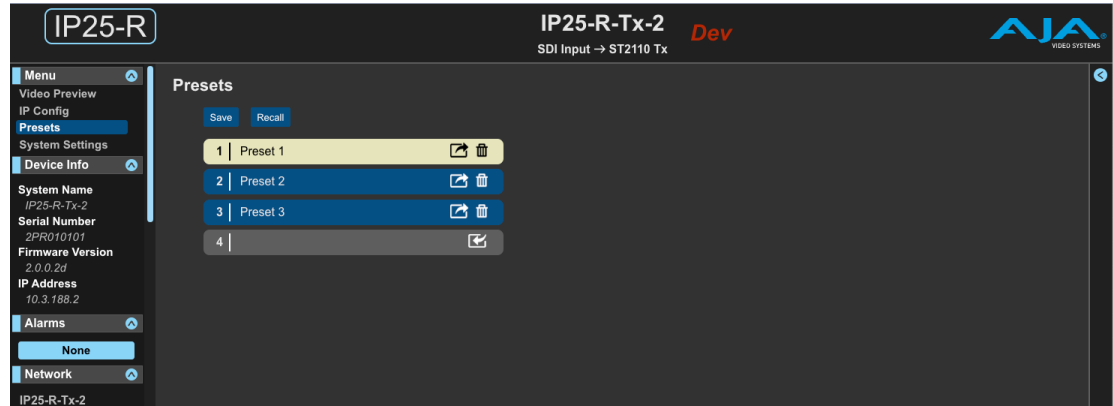 IP25-R
IP25-R-Tx-2
SDI Input → ST2110 Tx
Dev
AJA
VIDEO SYSTEMS
Menu
Video Preview
IP Config
Presets
System Settings
Device Info
System Name
IP25-R-Tx-2
Serial Number
2PR010101
Firmware Version
2.0.0.2d
IP Address
10.3.188.2
Alarms
None
Network
IP25-R-Tx-2
Presets
Save Recall
1 Preset 1
2 Preset 2
3 Preset 3
4